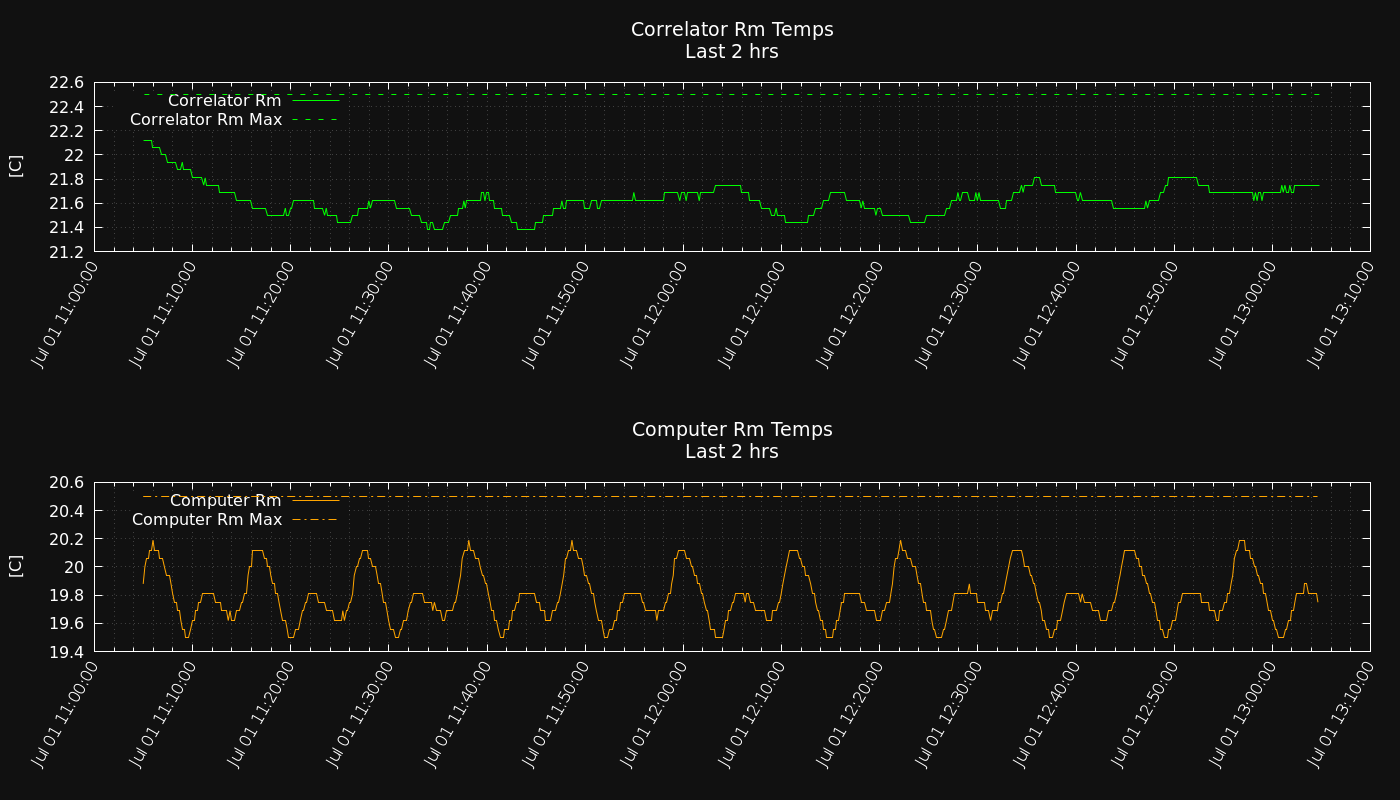 Correlator Rm Temps
Last 2 hrs
22.6
22.4
22.2
22
21.8
21.6
21.4
21.2
[C]
Correlator Rm
Correlator Rm Max
Jul 01 11:00:00
Jul 01 11:10:00
Jul 01 11:20:00
Jul 01 11:30:00
Jul 01 11:40:00
Jul 01 11:50:00
Jul 01 12:00:00
Jul 01 12:10:00
Jul 01 12:20:00
Jul 01 12:30:00
Jul 01 12:40:00
Jul 01 12:50:00
Jul 01 13:00:00
Jul 01 13:10:00
Computer Rm Temps
Last 2 hrs
20.6
20.4
20.2
20
19.8
19.6
19.4
[C]
Computer Rm
Computer Rm Max
Jul 01 11:00:00
Jul 01 11:10:00
Jul 01 11:20:00
Jul 01 11:30:00
Jul 01 11:40:00
Jul 01 11:50:00
Jul 01 12:00:00
Jul 01 12:10:00
Jul 01 12:20:00
Jul 01 12:30:00
Jul 01 12:40:00
Jul 01 12:50:00
Jul 01 13:00:00
Jul 01 13:10:00